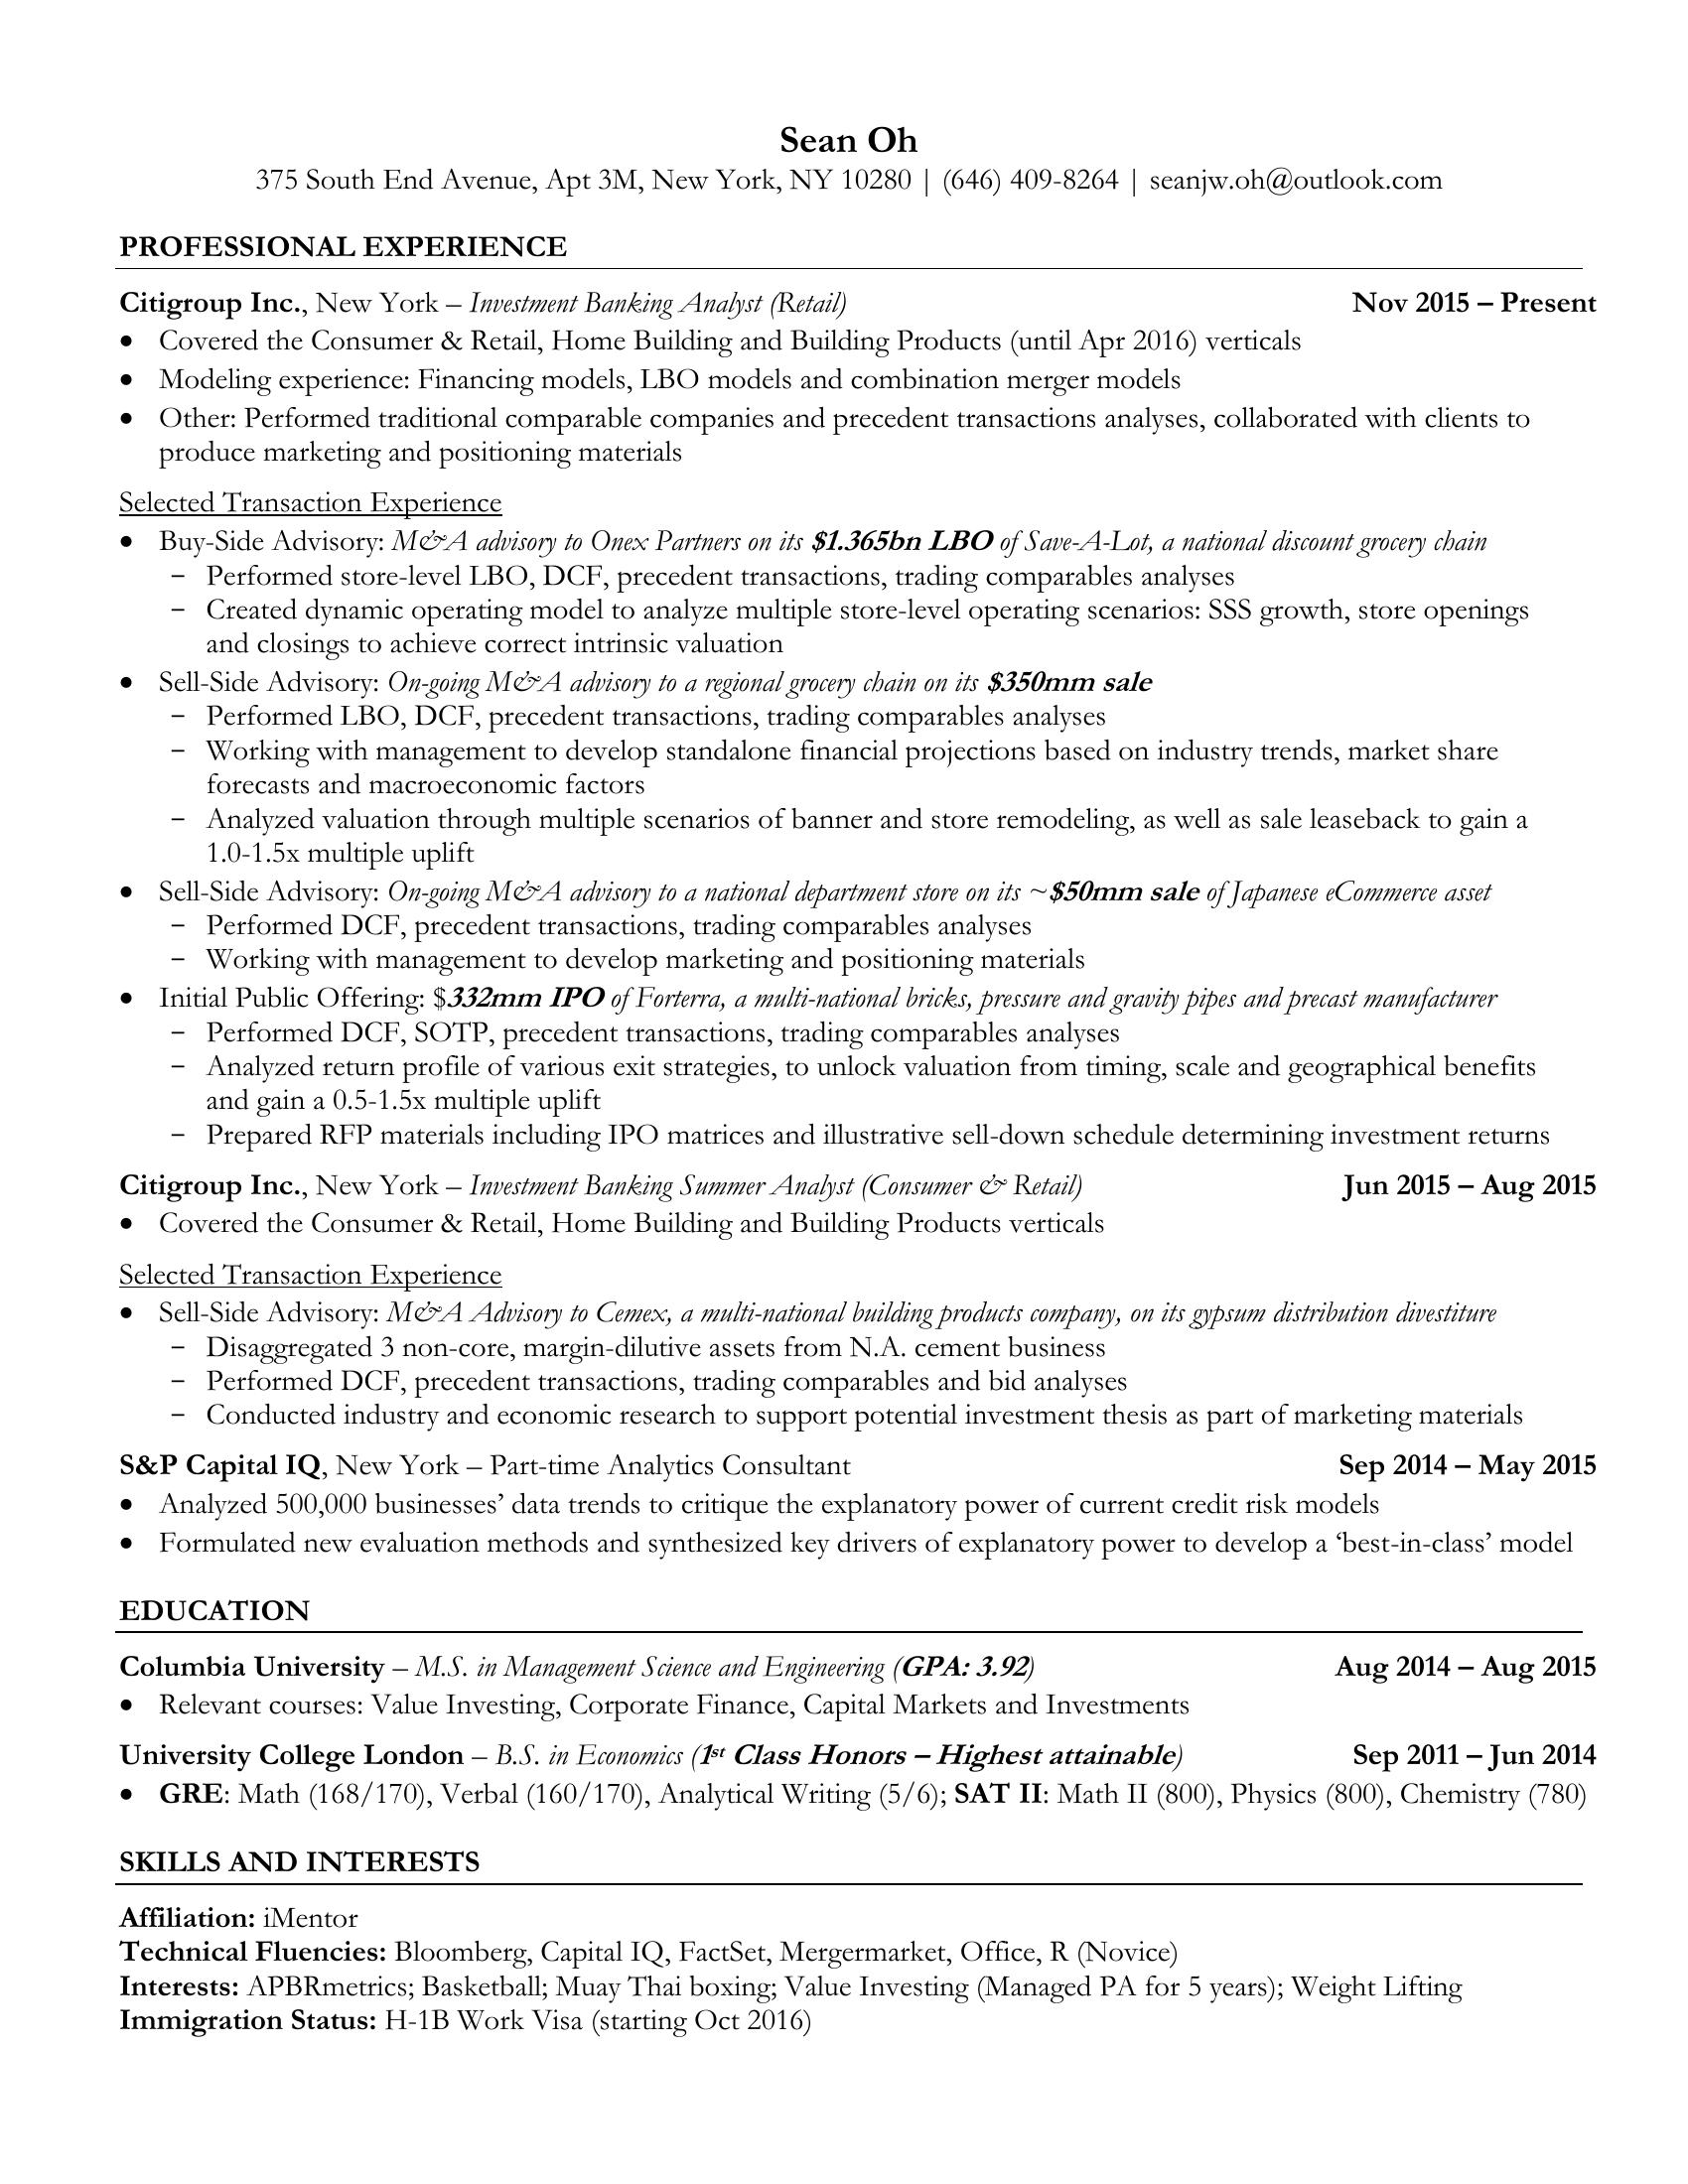 Sean Oh
375 South End Avenue, Apt 3M, New York, NY 10280 | (646) 409-8264 | seanjw.oh@outlook.com
PROFESSIONAL EXPERIENCE
Citigroup Inc., New York – Investment Banking Analyst (Retail) Nov 2015 – Present
• Covered the Consumer & Retail, Home Building and Building Products (until Apr 2016) verticals
• Modeling experience: Financing models, LBO models and combination merger models
• Other: Performed traditional comparable companies and precedent transactions analyses, collaborated with clients to
produce marketing and positioning materials
Selected Transaction Experience
• Buy-Side Advisory: M&A advisory to Onex Partners on its $1.365bn LBO of Save-A-Lot, a national discount grocery chain
− Performed store-level LBO, DCF, precedent transactions, trading comparables analyses
− Created dynamic operating model to analyze multiple store-level operating scenarios: SSS growth, store openings
and closings to achieve correct intrinsic valuation
• Sell-Side Advisory: On-going M&A advisory to a regional grocery chain on its $350mm sale
− Performed LBO, DCF, precedent transactions, trading comparables analyses
− Working with management to develop standalone financial projections based on industry trends, market share
forecasts and macroeconomic factors
− Analyzed valuation through multiple scenarios of banner and store remodeling, as well as sale leaseback to gain a
1.0-1.5x multiple uplift
• Sell-Side Advisory: On-going M&A advisory to a national department store on its ~$50mm sale of Japanese eCommerce asset
− Performed DCF, precedent transactions, trading comparables analyses
− Working with management to develop marketing and positioning materials
• Initial Public Offering: $332mm IPO of Forterra, a multi-national bricks, pressure and gravity pipes and precast manufacturer
− Performed DCF, SOTP, precedent transactions, trading comparables analyses
− Analyzed return profile of various exit strategies, to unlock valuation from timing, scale and geographical benefits
and gain a 0.5-1.5x multiple uplift
− Prepared RFP materials including IPO matrices and illustrative sell-down schedule determining investment returns
Citigroup Inc., New York – Investment Banking Summer Analyst (Consumer & Retail) Jun 2015 – Aug 2015
• Covered the Consumer & Retail, Home Building and Building Products verticals
Selected Transaction Experience
• Sell-Side Advisory: M&A Advisory to Cemex, a multi-national building products company, on its gypsum distribution divestiture
− Disaggregated 3 non-core, margin-dilutive assets from N.A. cement business
− Performed DCF, precedent transactions, trading comparables and bid analyses
− Conducted industry and economic research to support potential investment thesis as part of marketing materials
S&P Capital IQ, New York – Part-time Analytics Consultant Sep 2014 – May 2015
• Analyzed 500,000 businesses’ data trends to critique the explanatory power of current credit risk models
• Formulated new evaluation methods and synthesized key drivers of explanatory power to develop a ‘best-in-class’ model
EDUCATION
Columbia University – M.S. in Management Science and Engineering (GPA: 3.92) Aug 2014 – Aug 2015
• Relevant courses: Value Investing, Corporate Finance, Capital Markets and Investments
University College London – B.S. in Economics (1st Class Honors – Highest attainable) Sep 2011 – Jun 2014
• GRE: Math (168/170), Verbal (160/170), Analytical Writing (5/6); SAT II: Math II (800), Physics (800), Chemistry (780)
SKILLS AND INTERESTS
Affiliation: iMentor
Technical Fluencies: Bloomberg, Capital IQ, FactSet, Mergermarket, Office, R (Novice)
Interests: APBRmetrics; Basketball; Muay Thai boxing; Value Investing (Managed PA for 5 years); Weight Lifting
Immigration Status: H-1B Work Visa (starting Oct 2016)